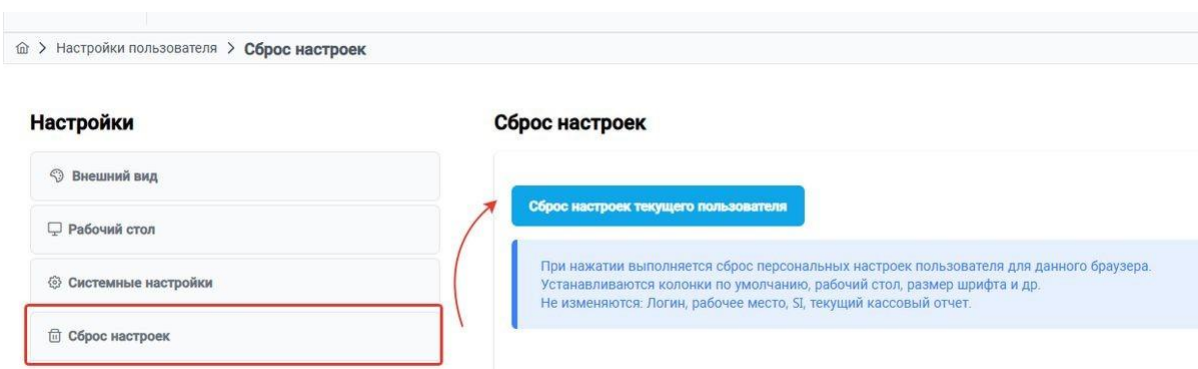 Настройки пользователя > Сброс настроек
Настройки
Сброс настроек
Внешний вид
Рабочий стол
Системные настройки
Сброс настроек
Сброс настроек текущего пользователя
При нажатии выполняется сброс персональных настроек пользователя для данного браузера.
Устанавливаются колонки по умолчанию, рабочий стол, размер шрифта и др.
Не изменяются: Логин, рабочее место, SI, текущий кассовый отчет.